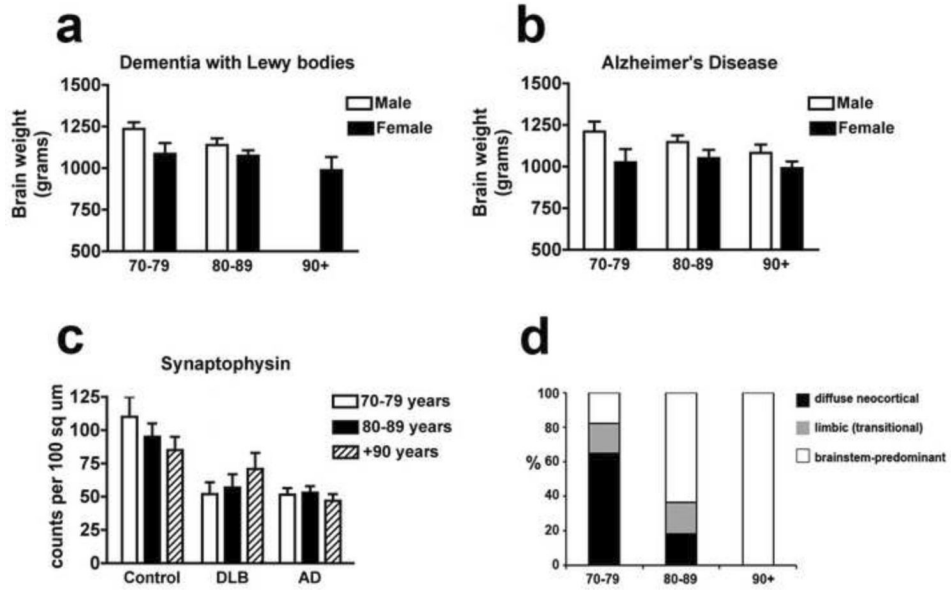 a
Dementia with Lewy bodies
Brain weight
(grams)
1500
1250
1000
750
500
Male
Female
70-79
80-89
90+
b
Alzheimer's Disease
Brain weight
(grams)
1500
1250
1000
750
500
Male
Female
70-79
80-89
90+
c
Synaptophysin
counts per 100 sq um
125
100
75
50
25
0
70-79 years
80-89 years
+90 years
Control
DLB
AD
d
%
100
80
60
40
20
0
diffuse neocortical
limbic (transitional)
brainstem-predominant
70-79
80-89
90+